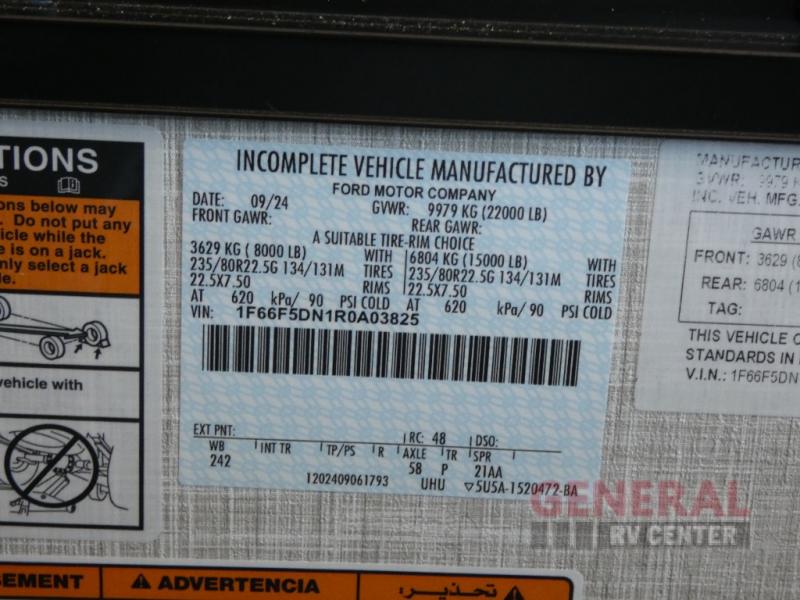 TIONS
S
ons below may
. Do not put any
vehicle while the
e is on a jack.
nly select a jack
vehicle with
INCOMPLETE VEHICLE MANUFACTURED BY
FORD MOTOR COMPANY
DATE: 09/24 GVWR: 9979 KG (22000 LB)
FRONT GAWR: REAR GAWR:
A SUITABLE TIRE-RIM CHOICE
3629 KG ( 8000 LB) WITH 6804 KG (15000 LB) WITH
235/80R22.5G 134/131M TIRES 235/80R22.5G 134/131M TIRES
22.5X7.50 RIMS 22.5X7.50 RIMS
AT 620 kPa/ 90 PSI COLD AT 620 kPa/ 90 PSI COLD
VIN: 1F66F5DN1R0A03825
EXT PNT: RC: 48 DSO:
WB INT TR TP/PS R AXLE TR SPR
242 58 P 21AA
1202409061793 UHU ▽5U5A-1520472-BA
MANUFACTUR
GVWR: 9979 K
INC. VEH. MFG.
GAWR
FRONT: 3629 (8
REAR: 6804 (1
TAG:
THIS VEHICLE C
STANDARDS IN
V.I.N.: 1F66F5DN
GENERAL
RV CENTER
SEMENT ⚠ ADVERTENCIA تحذير: ⚠